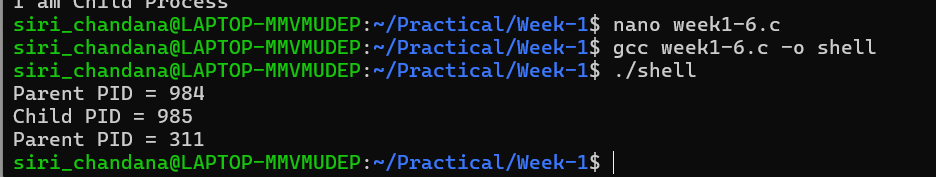 I am Child Process
siri_chandana@LAPTOP-MMVMUDEP:~/Practical/Week-1$ nano week1-6.c
siri_chandana@LAPTOP-MMVMUDEP:~/Practical/Week-1$ gcc week1-6.c -o shell
siri_chandana@LAPTOP-MMVMUDEP:~/Practical/Week-1$ ./shell
Parent PID = 984
Child PID = 985
Parent PID = 311
siri_chandana@LAPTOP-MMVMUDEP:~/Practical/Week-1$